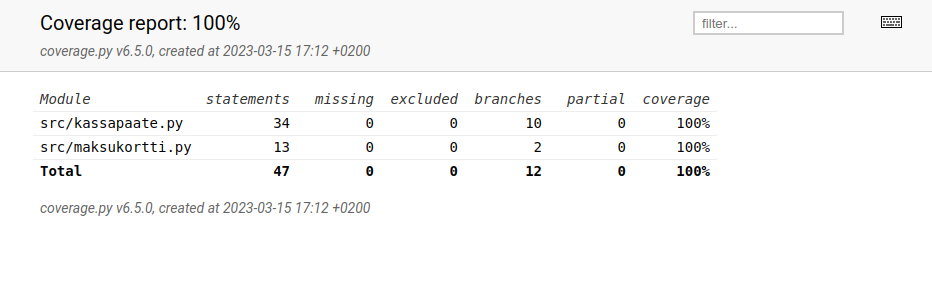 Coverage report: 100%
filter...
coverage.py v6.5.0, created at 2023-03-15 17:12 +0200
Module statements missing excluded branches partial coverage
src/kassapaate.py 34 0 0 10 0 100%
src/maksukortti.py 13 0 0 2 0 100%
Total 47 0 0 12 0 100%
coverage.py v6.5.0, created at 2023-03-15 17:12 +0200